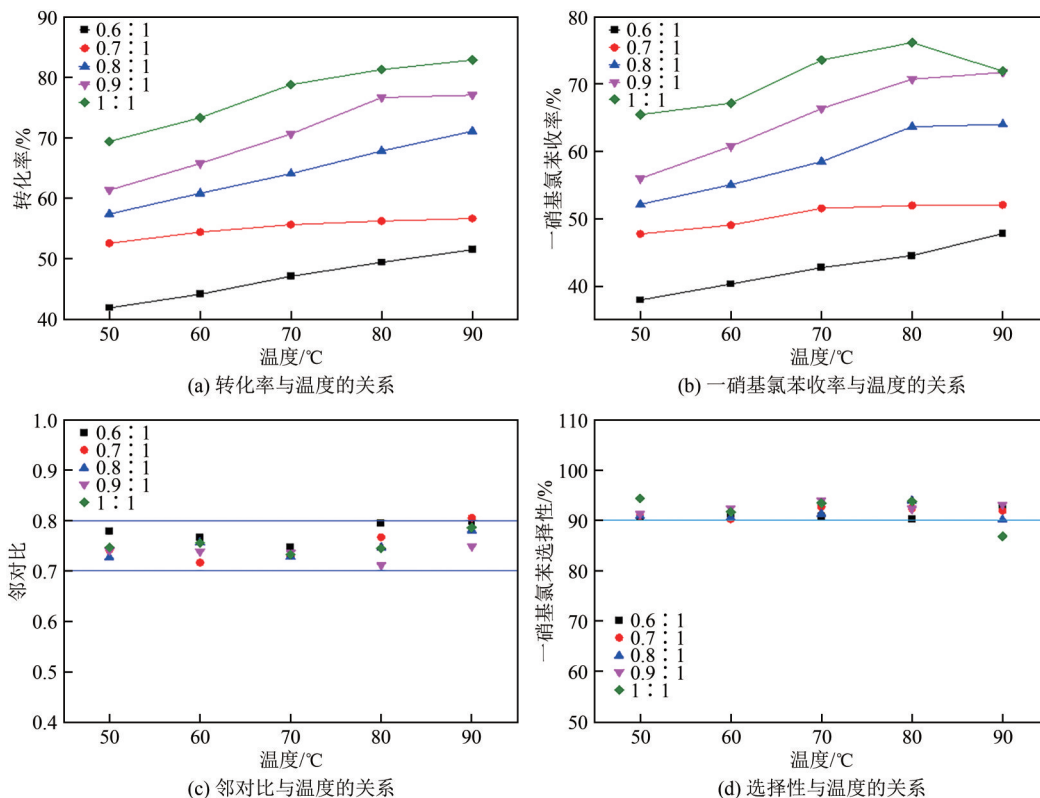 90
80
70
60
50
40
0.6∶1
0.7∶1
0.8∶1
0.9∶1
1∶1
转化率/%
50 60 70 80 90
温度/℃
(a) 转化率与温度的关系
80
70
60
50
40
0.6∶1
0.7∶1
0.8∶1
0.9∶1
1∶1
一硝基氯苯收率/%
50 60 70 80 90
温度/℃
(b) 一硝基氯苯收率与温度的关系
1.0
0.9
0.8
0.7
0.6
0.5
0.4
0.6∶1
0.7∶1
0.8∶1
0.9∶1
1∶1
邻对比
50 60 70 80 90
温度/℃
(c) 邻对比与温度的关系
110
100
90
80
70
60
50
0.6∶1
0.7∶1
0.8∶1
0.9∶1
1∶1
一硝基氯苯选择性/%
50 60 70 80 90
温度/℃
(d) 选择性与温度的关系